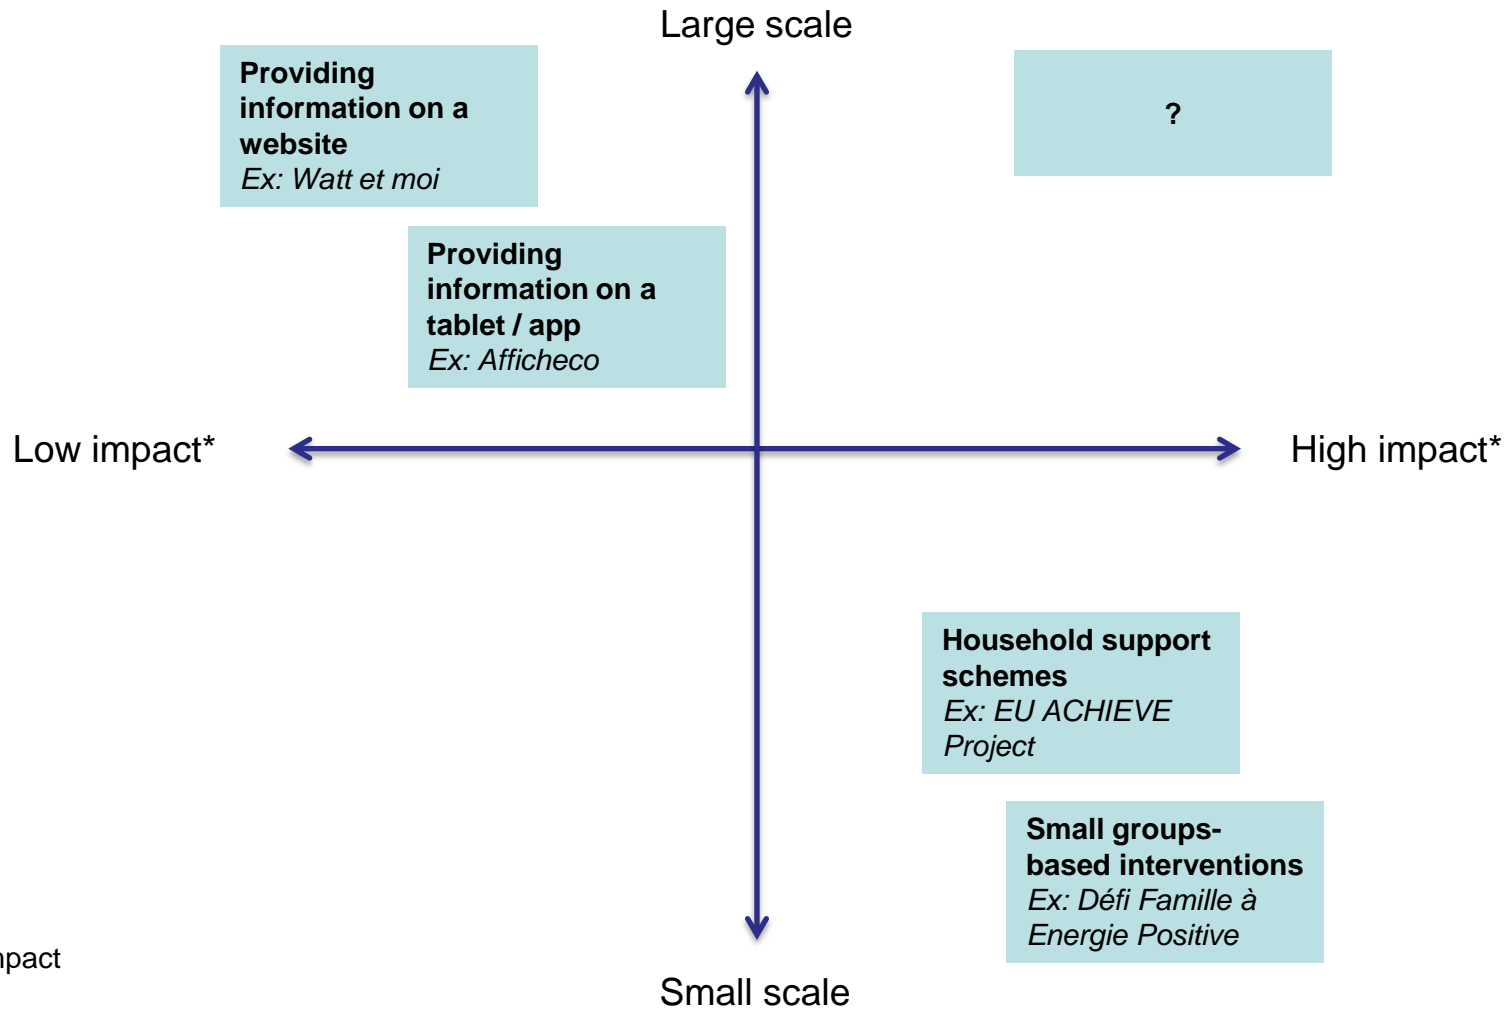 Large scale
Providing
information on a
website
Ex: Watt et moi
?
Providing
information on a
tablet / app
Ex: Afficheco
Low impact*
High impact*
Household support
schemes
Ex: EU ACHIEVE
Project
Small groups-
based interventions
Ex: Défi Famille à
Energie Positive
Small scale